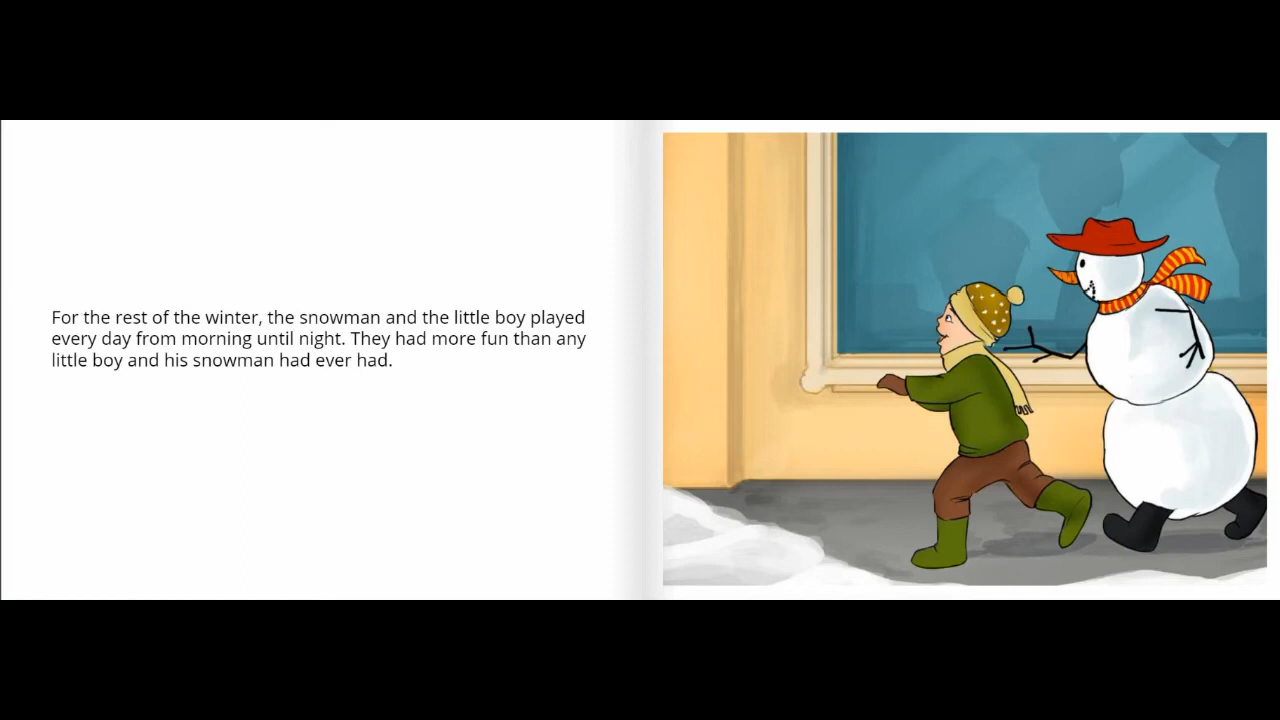 For the rest of the winter, the snowman and the little boy played
every day from morning until night. They had more fun than any
little boy and his snowman had ever had.